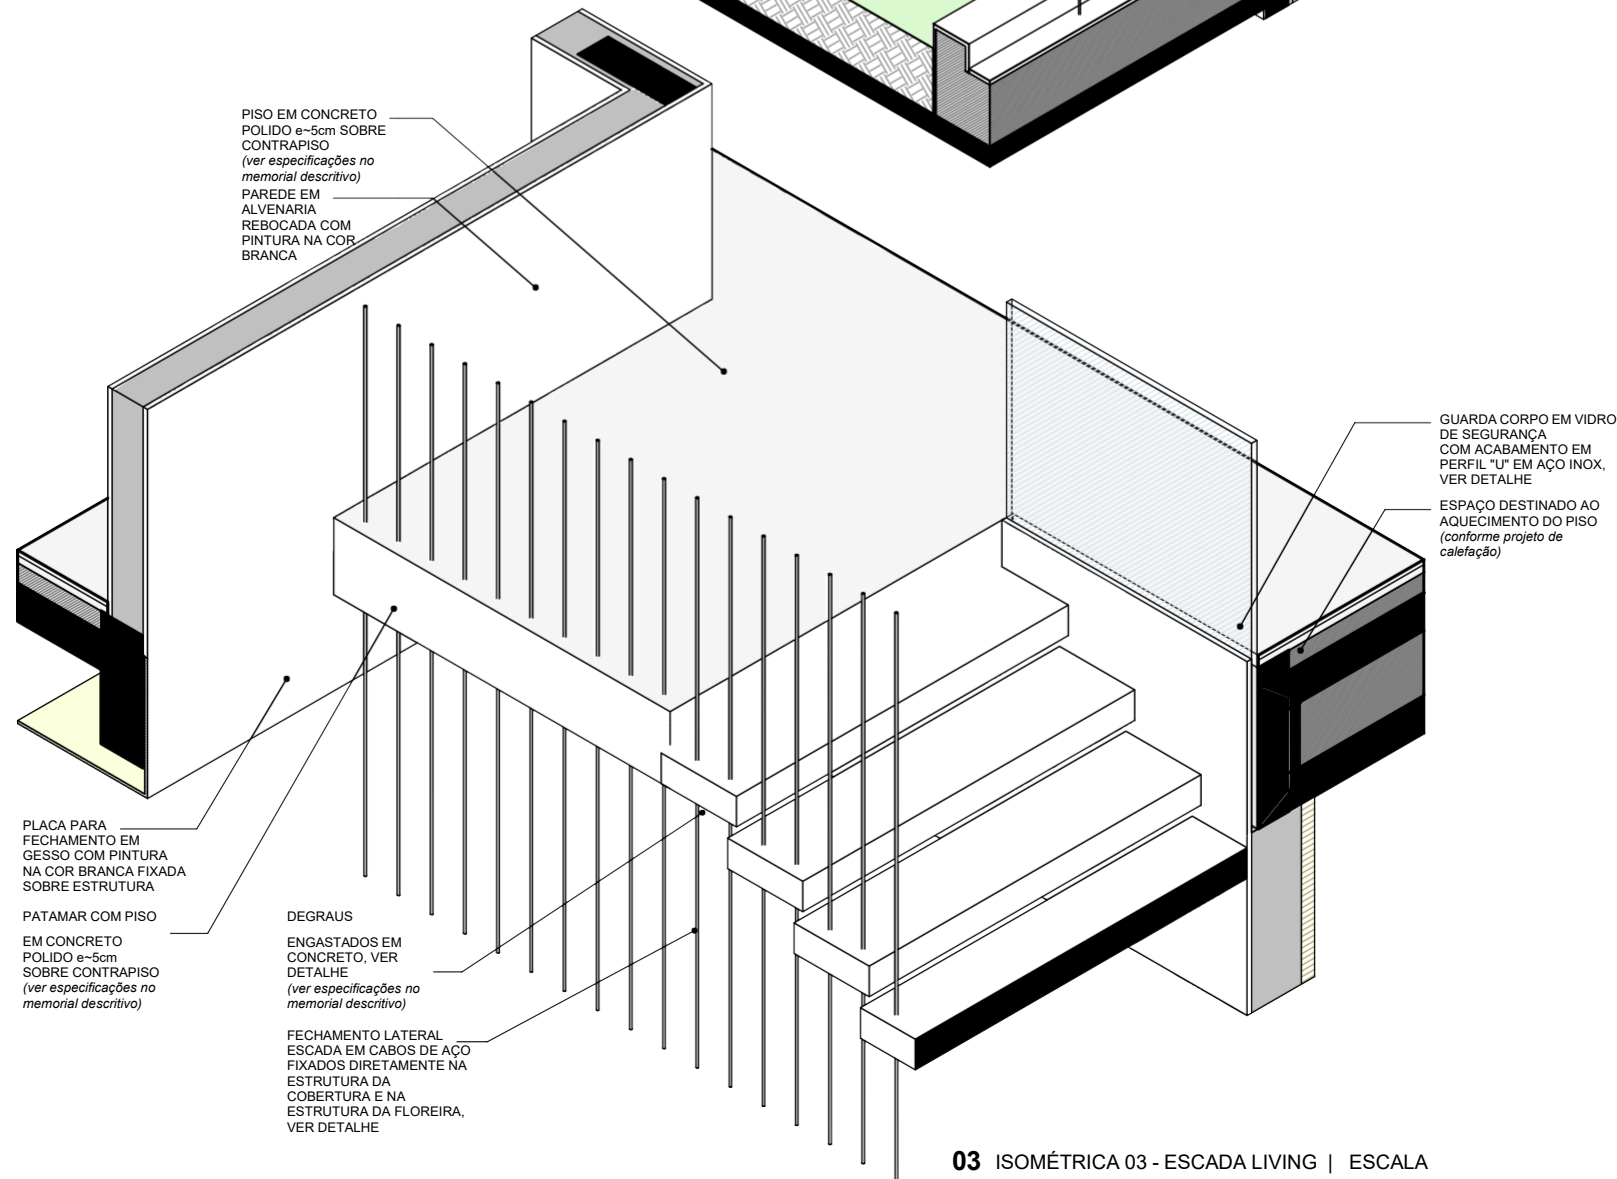 PISO EM CONCRETO
POLIDO e~5cm SOBRE
CONTRAPISO
(ver especificações no
memorial descritivo)
PAREDE EM
ALVENARIA
REBOCADA COM
PINTURA NA COR
BRANCA
GUARDA CORPO EM VIDRO
DE SEGURANÇA
COM ACABAMENTO EM
PERFIL "U" EM AÇO INOX,
VER DETALHE
ESPAÇO DESTINADO AO
AQUECIMENTO DO PISO
(conforme projeto de
calefação)
PLACA PARA
FECHAMENTO EM
GESSO COM PINTURA
NA COR BRANCA FIXADA
SOBRE ESTRUTURA
PATAMAR COM PISO
EM CONCRETO
POLIDO e~5cm
SOBRE CONTRAPISO
(ver especificações no
memorial descritivo)
DEGRAUS
ENGASTADOS EM
CONCRETO, VER
DETALHE
(ver especificações no
memorial descritivo)
FECHAMENTO LATERAL
ESCADA EM CABOS DE AÇO
FIXADOS DIRETAMENTE NA
ESTRUTURA DA
COBERTURA E NA
ESTRUTURA DA FLOREIRA,
VER DETALHE
03 ISOMÉTRICA 03 - ESCADA LIVING | ESCALA